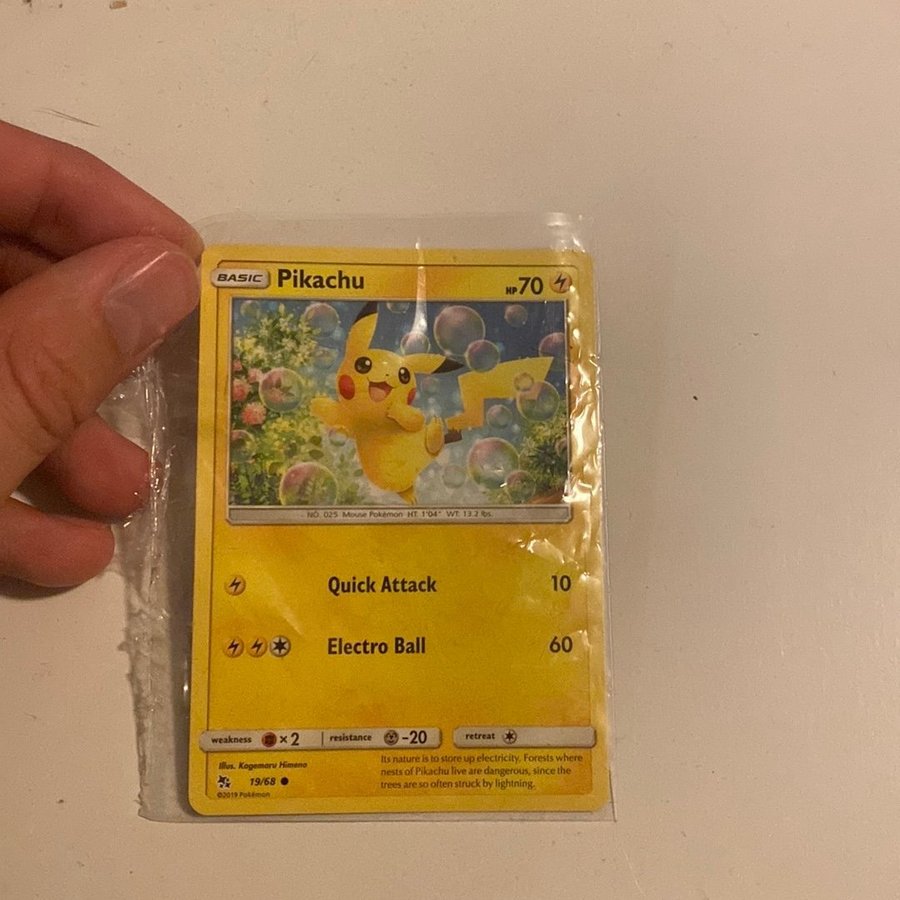 BASIC Pikachu HP 70
NO. 025 Mouse Pokémon HT: 1'04" WT: 13.2 lbs.
Quick Attack 10
Electro Ball 60
weakness ×2 resistance -20 retreat
Illus. Kagemaru Himeno
19/68
©2019 Pokémon
Its nature is to store up electricity. Forests where
nests of Pikachu live are dangerous, since the
trees are so often struck by lightning.